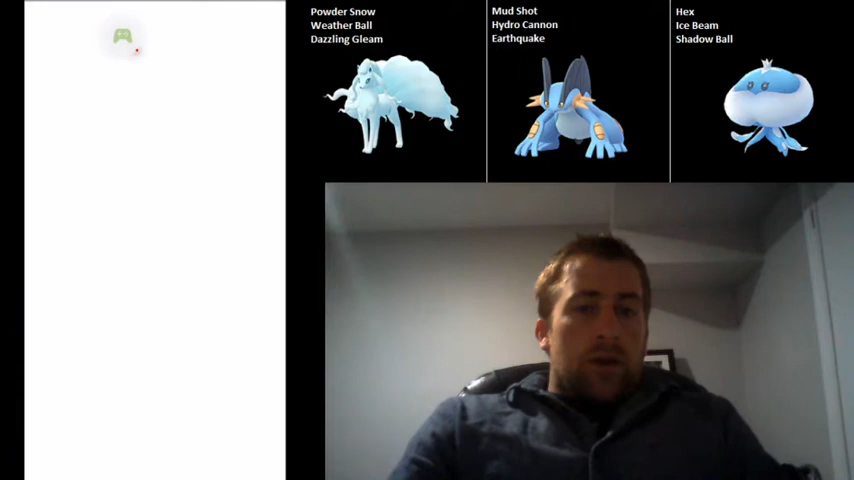 Powder Snow
Weather Ball
Dazzling Gleam
Mud Shot
Hydro Cannon
Earthquake
Hex
Ice Beam
Shadow Ball